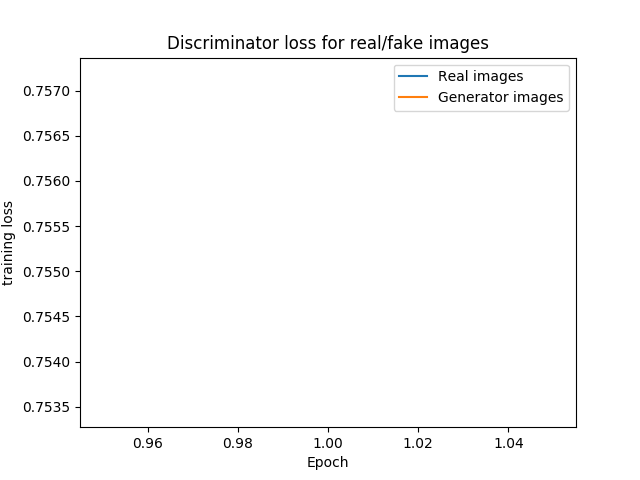 Discriminator loss for real/fake images
Real images
Generator images
0.7570
0.7565
0.7560
0.7555
0.7550
0.7545
0.7540
0.7535
training loss
0.96 0.98 1.00 1.02 1.04
Epoch